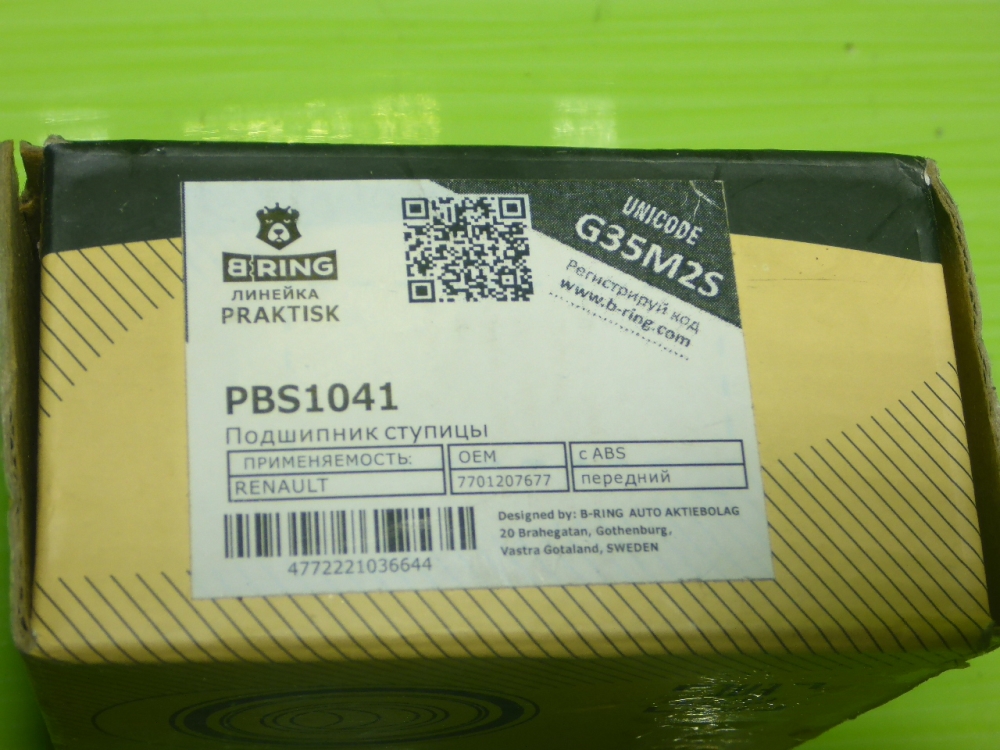 B-RING
ЛИНЕЙКА
PRAKTISK
UNICODE
G35M2S
Регистрируй код
www.b-ring.com
PBS1041
Подшипник ступицы
ПРИМЕНЯЕМОСТЬ:
OEM
с ABS
RENAULT
7701207677
передний
4772221036644
Designed by: B-RING AUTO AKTIEBOLAG
20 Brahegatan, Gothenburg,
Vastra Gotaland, SWEDEN